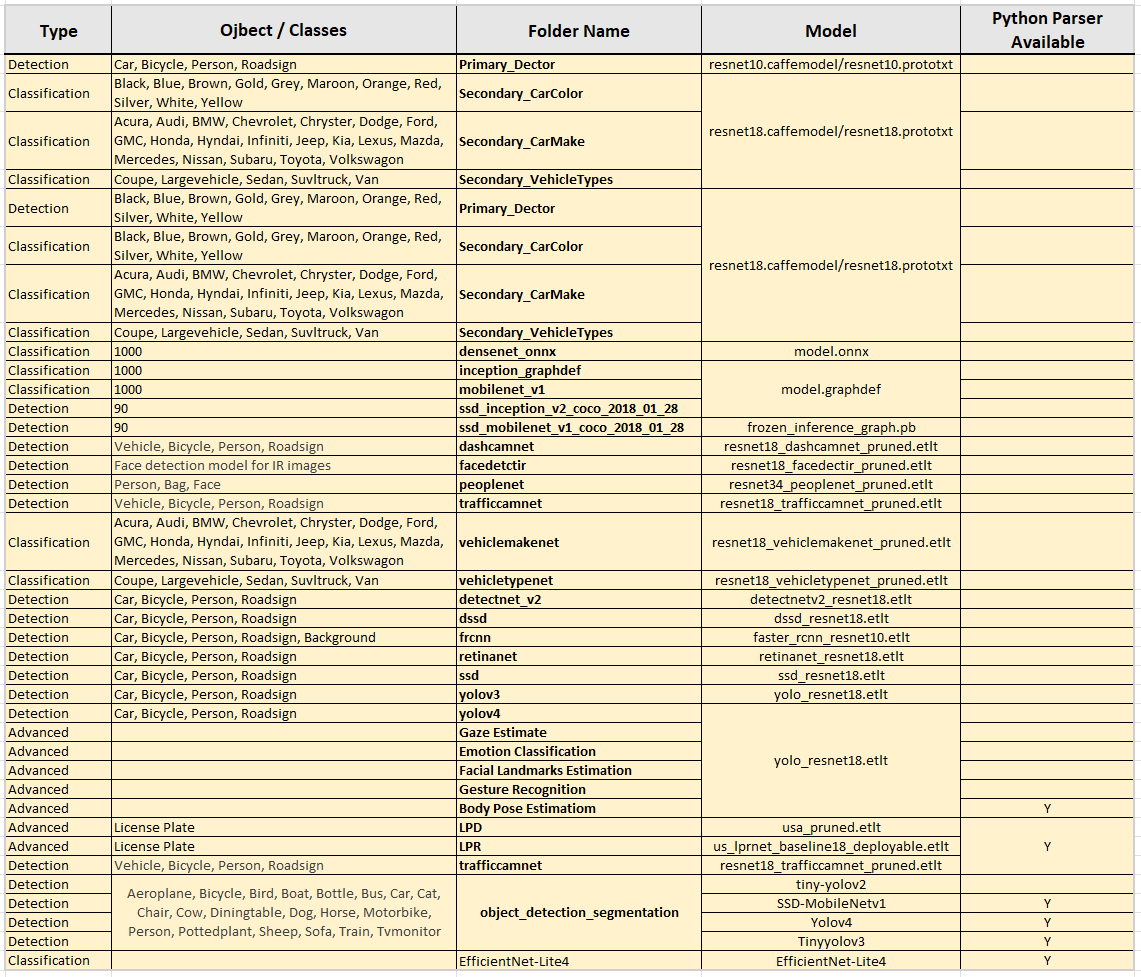 Type Ojbect / Classes Folder Name Model Python Parser
Available
Detection Car, Bicycle, Person, Roadsign Primary_Dector resnet10.caffemodel/resnet10.prototxt
Classification Black, Blue, Brown, Gold, Grey, Maroon, Orange, Red,
Silver, White, Yellow Secondary_CarColor resnet18.caffemodel/resnet18.prototxt
Classification Acura, Audi, BMW, Chevrolet, Chryster, Dodge, Ford,
GMC, Honda, Hyndai, Infiniti, Jeep, Kia, Lexus, Mazda,
Mercedes, Nissan, Subaru, Toyota, Volkswagon Secondary_CarMake
Classification Coupe, Largevehicle, Sedan, Suvltruck, Van Secondary_VehicleTypes
Detection Black, Blue, Brown, Gold, Grey, Maroon, Orange, Red,
Silver, White, Yellow Primary_Dector resnet18.caffemodel/resnet18.prototxt
Classification Black, Blue, Brown, Gold, Grey, Maroon, Orange, Red,
Silver, White, Yellow Secondary_CarColor
Classification Acura, Audi, BMW, Chevrolet, Chryster, Dodge, Ford,
GMC, Honda, Hyndai, Infiniti, Jeep, Kia, Lexus, Mazda,
Mercedes, Nissan, Subaru, Toyota, Volkswagon Secondary_CarMake
Classification Coupe, Largevehicle, Sedan, Suvltruck, Van Secondary_VehicleTypes
Classification 1000 densenet_onnx model.onnx
Classification 1000 inception_graphdef model.graphdef
Classification 1000 mobilenet_v1
Detection 90 ssd_inception_v2_coco_2018_01_28
Detection 90 ssd_mobilenet_v1_coco_2018_01_28 frozen_inference_graph.pb
Detection Vehicle, Bicycle, Person, Roadsign dashcamnet resnet18_dashcamnet_pruned.etlt
Detection Face detection model for IR images facedetctir resnet18_facedectir_pruned.etlt
Detection Person, Bag, Face peoplenet resnet34_peoplenet_pruned.etlt
Detection Vehicle, Bicycle, Person, Roadsign trafficcamnet resnet18_trafficcamnet_pruned.etlt
Classification Acura, Audi, BMW, Chevrolet, Chryster, Dodge, Ford,
GMC, Honda, Hyndai, Infiniti, Jeep, Kia, Lexus, Mazda,
Mercedes, Nissan, Subaru, Toyota, Volkswagon vehiclemakenet resnet18_vehiclemakenet_pruned.etlt
Classification Coupe, Largevehicle, Sedan, Suvltruck, Van vehicletypenet resnet18_vehicletypenet_pruned.etlt
Detection Car, Bicycle, Person, Roadsign detectnet_v2 detectnetv2_resnet18.etlt
Detection Car, Bicycle, Person, Roadsign dssd dssd_resnet18.etlt
Detection Car, Bicycle, Person, Roadsign, Background frcnn faster_rcnn_resnet10.etlt
Detection Car, Bicycle, Person, Roadsign retinanet retinanet_resnet18.etlt
Detection Car, Bicycle, Person, Roadsign ssd ssd_resnet18.etlt
Detection Car, Bicycle, Person, Roadsign yolov3 yolo_resnet18.etlt
Detection Car, Bicycle, Person, Roadsign yolov4 yolo_resnet18.etlt
Advanced Gaze Estimate
Advanced Emotion Classification
Advanced Facial Landmarks Estimation
Advanced Gesture Recognition
Advanced Body Pose Estimatiom Y
Advanced License Plate LPD usa_pruned.etlt Y
Advanced License Plate LPR us_lprnet_baseline18_deployable.etlt
Detection Vehicle, Bicycle, Person, Roadsign trafficcamnet resnet18_trafficcamnet_pruned.etlt
Detection Aeroplane, Bicycle, Bird, Boat, Bottle, Bus, Car, Cat,
Chair, Cow, Diningtable, Dog, Horse, Motorbike,
Person, Pottedplant, Sheep, Sofa, Train, Tvmonitor object_detection_segmentation tiny-yolov2
Detection SSD-MobileNetv1 Y
Detection Yolov4 Y
Detection Tinyyolov3 Y
Classification EfficientNet-Lite4 EfficientNet-Lite4 Y